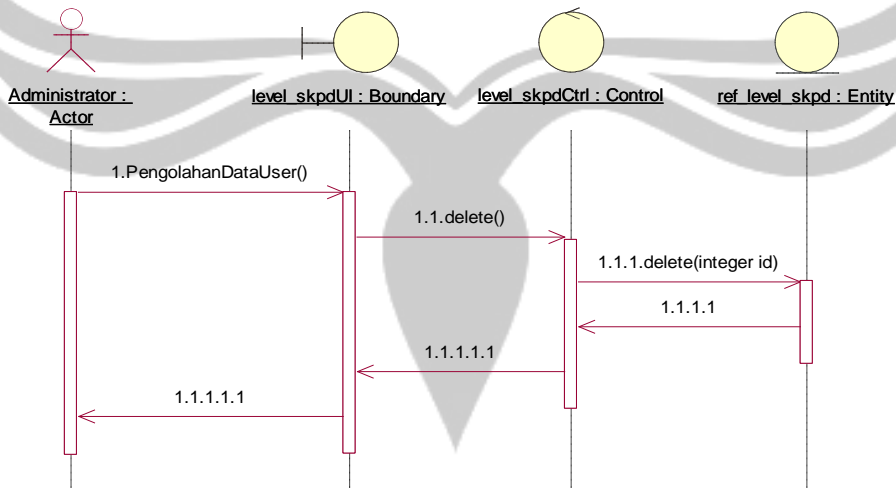 Administrator :
Actor
level_skpdUI : Boundary
level_skpdCtrl : Control
ref_level_skpd : Entity
1.PengolahanDataUser()
1.1.delete()
1.1.1.delete(integer id)
1.1.1.1
1.1.1.1.1
1.1.1.1.1